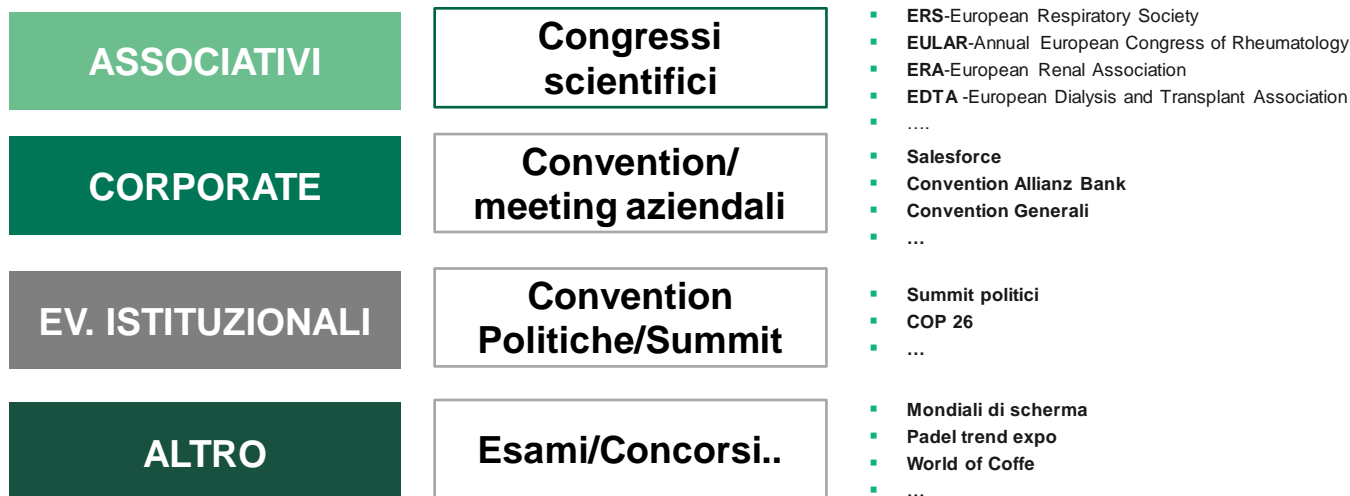 ASSOCIATIVI
Congressi
scientifici
▪ ERS-European Respiratory Society
▪ EULAR-Annual European Congress of Rheumatology
▪ ERA-European Renal Association
▪ EDTA -European Dialysis and Transplant Association
▪ ….
CORPORATE
Convention/
meeting aziendali
▪ Salesforce
▪ Convention Allianz Bank
▪ Convention Generali
▪ …
EV. ISTITUZIONALI
Convention
Politiche/Summit
▪ Summit politici
▪ COP 26
▪ …
ALTRO
Esami/Concorsi..
▪ Mondiali di scherma
▪ Padel trend expo
▪ World of Coffe
▪ …